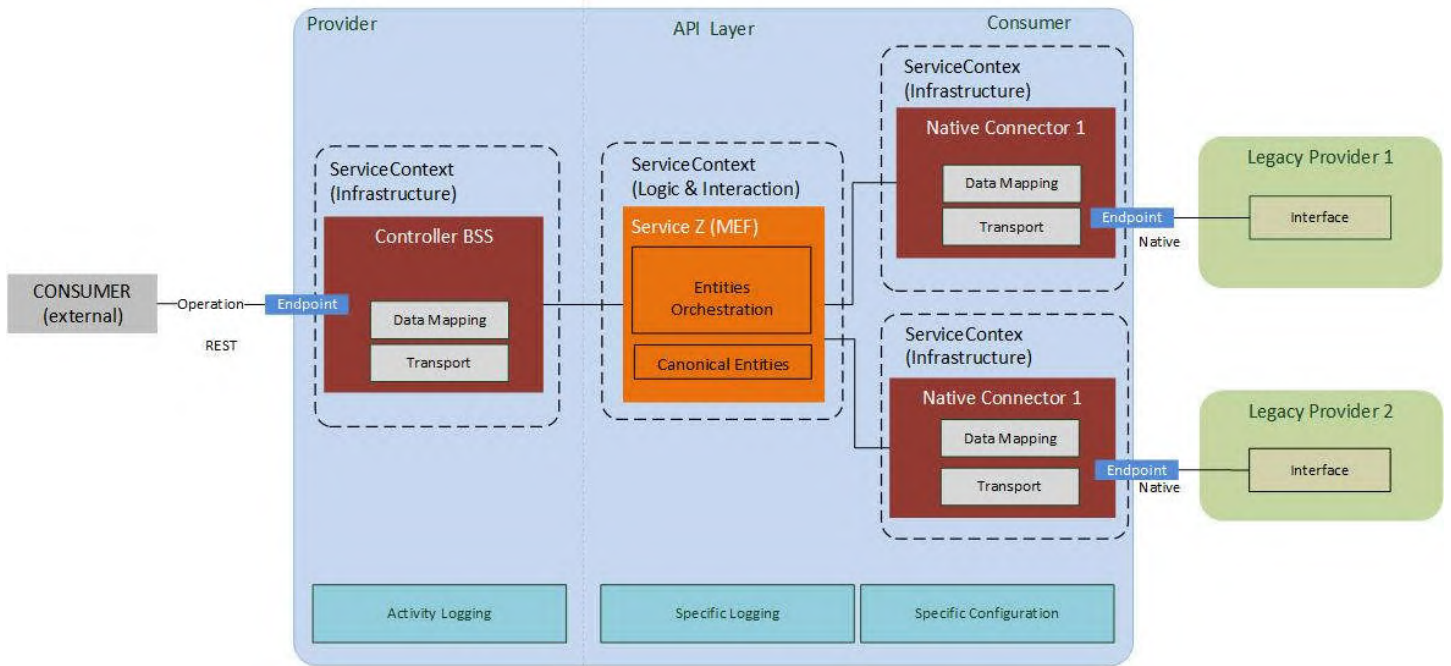 Provider
API Layer
Consumer
ServiceContext
(Infrastructure)
Controller BSS
Data Mapping
Transport
CONSUMER
(external)
Operation
REST
Endpoint
ServiceContext
(Logic & Interaction)
Service Z (MEF)
Entities
Orchestration
Canonical Entities
ServiceContex
(Infrastructure)
Native Connector 1
Data Mapping
Transport
Endpoint
Native
Legacy Provider 1
Interface
ServiceContex
(Infrastructure)
Native Connector 1
Data Mapping
Transport
Endpoint
Native
Legacy Provider 2
Interface
Activity Logging
Specific Logging
Specific Configuration